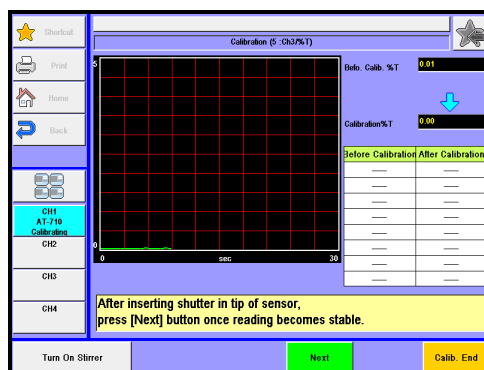 Shortcut
Print
Home
Back
CH1
AT-710
Calibrating
CH2
CH3
CH4
Calibration (5 :Ch3/%T)
5
0
0 sec 30
Befo. Calib. %T 0.01
Calibration%T 0.00
Before Calibration After Calibration
—— ——
—— ——
—— ——
—— ——
—— ——
—— ——
—— ——
After inserting shutter in tip of sensor,
press [Next] button once reading becomes stable.
Turn On Stirrer Next Calib. End